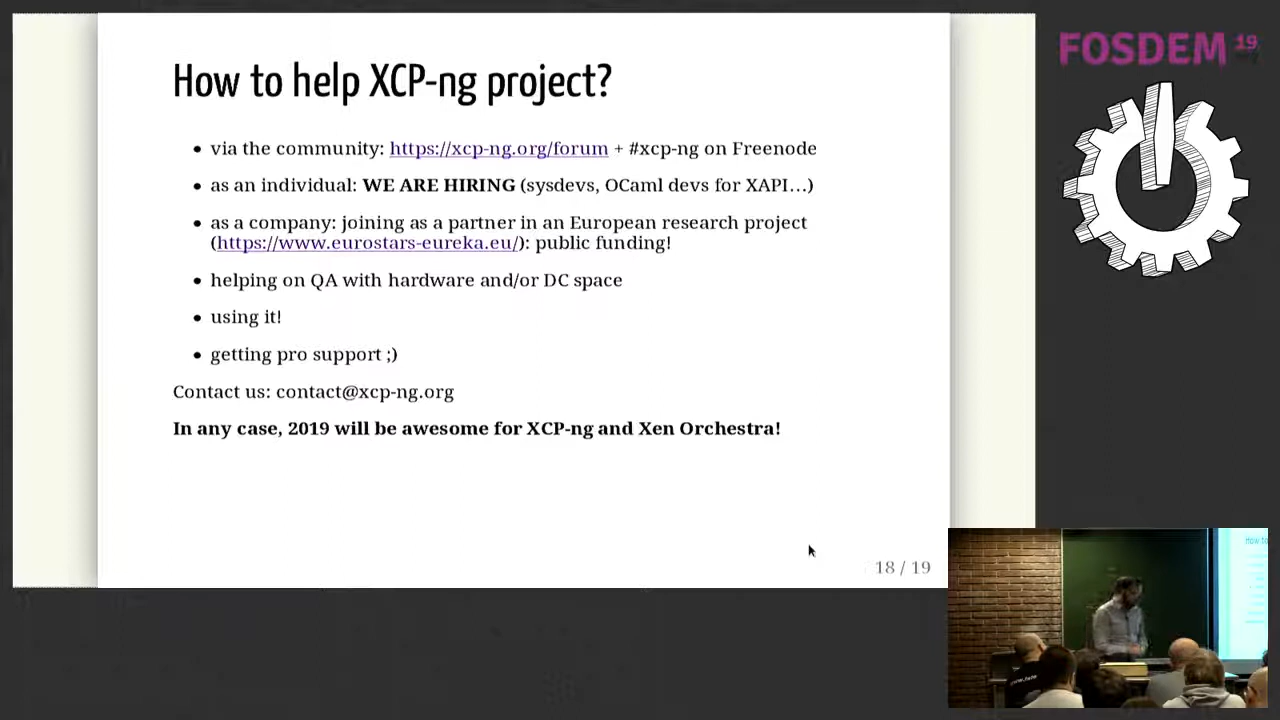 How to help XCP-ng project?
• via the community: https://xcp-ng.org/forum + #xcp-ng on Freenode
• as an individual: WE ARE HIRING (sysdevs, OCaml devs for XAPI...)
• as a company: joining as a partner in an European research project
(https://www.eurostars-eureka.eu/): public funding!
• helping on QA with hardware and/or DC space
• using it!
• getting pro support ;)
Contact us: contact@xcp-ng.org
In any case, 2019 will be awesome for XCP-ng and Xen Orchestra!
18 / 19
FOSDEM 19
How to